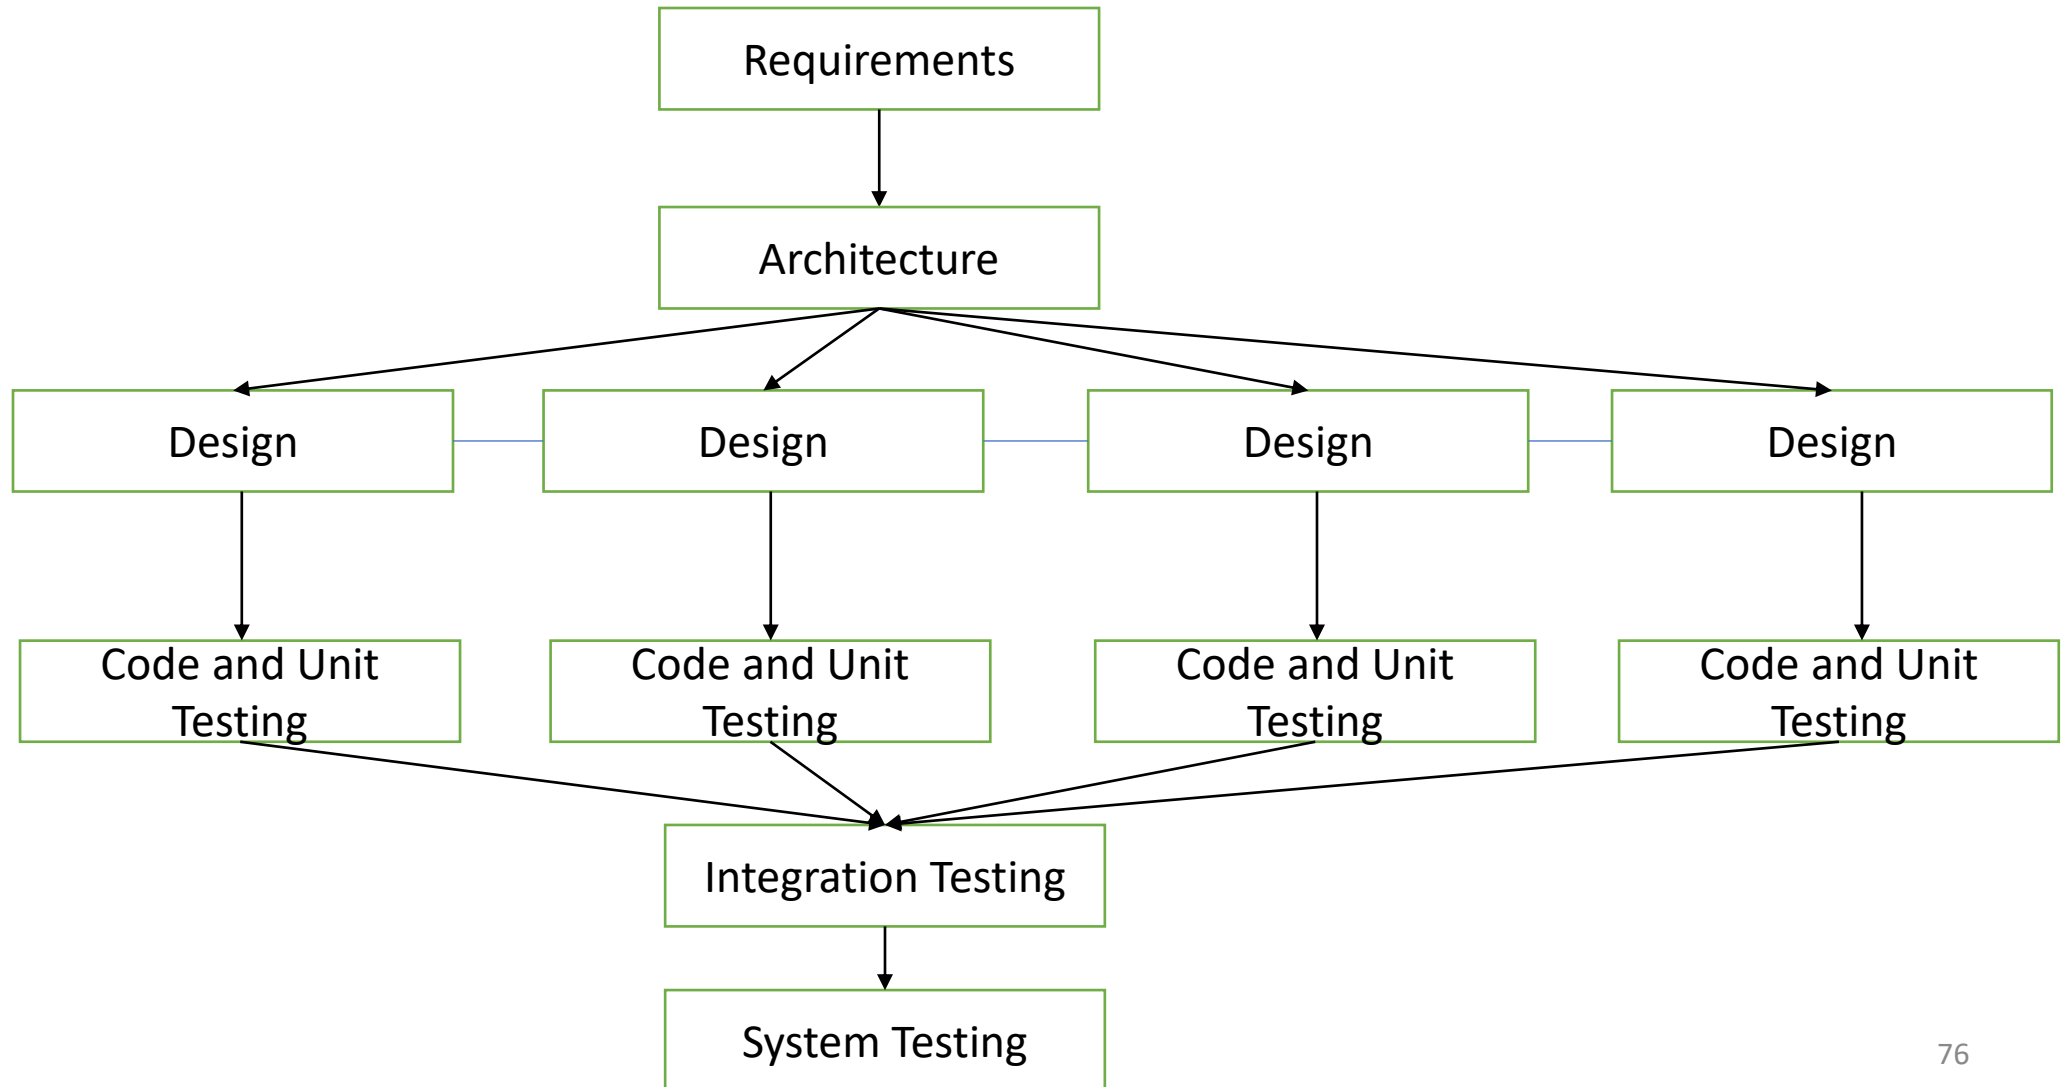 Requirements
Architecture
Design
Design
Design
Design
Code and Unit
Testing
Code and Unit
Testing
Code and Unit
Testing
Code and Unit
Testing
Integration Testing
System Testing
76